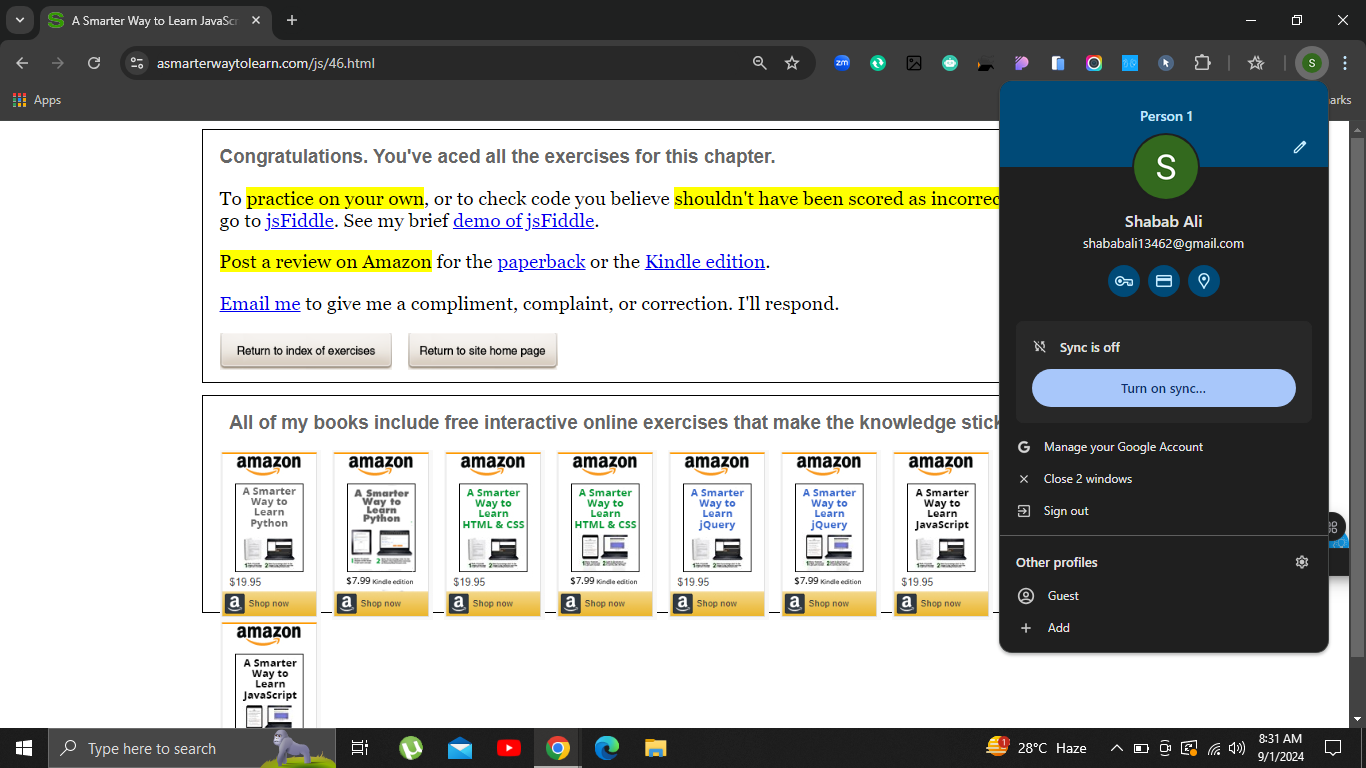 A Smarter Way to Learn JavaScr
asmarterwaytolearn.com/js/46.html
zm
S
Apps
arks
Congratulations. You've aced all the exercises for this chapter.
To practice on your own, or to check code you believe shouldn't have been scored as incorrec
go to jsFiddle. See my brief demo of jsFiddle.
Post a review on Amazon for the paperback or the Kindle edition.
Email me to give me a compliment, complaint, or correction. I'll respond.
Return to index of exercises
Return to site home page
All of my books include free interactive online exercises that make the knowledge stick
amazon
A Smarter
Way to
Learn
Python
$19.95
Shop now
amazon
A Smarter
Way to
Learn
Python
$7.99 Kindle edition
Shop now
amazon
A Smarter
Way to
Learn
HTML & CSS
$19.95
Shop now
amazon
A Smarter
Way to
Learn
HTML & CSS
$7.99 Kindle edition
Shop now
amazon
A Smarter
Way to
Learn
jQuery
$19.95
Shop now
amazon
A Smarter
Way to
Learn
jQuery
$7.99 Kindle edition
Shop now
amazon
A Smarter
Way to
Learn
JavaScript
$19.95
Shop now
amazon
A Smarter
Way to
Learn
JavaScript
Person 1
S
Shabab Ali
shababali13462@gmail.com
Sync is off
Turn on sync...
Manage your Google Account
Close 2 windows
Sign out
Other profiles
Guest
Add
Type here to search
28°C Haze
8:31 AM
9/1/2024